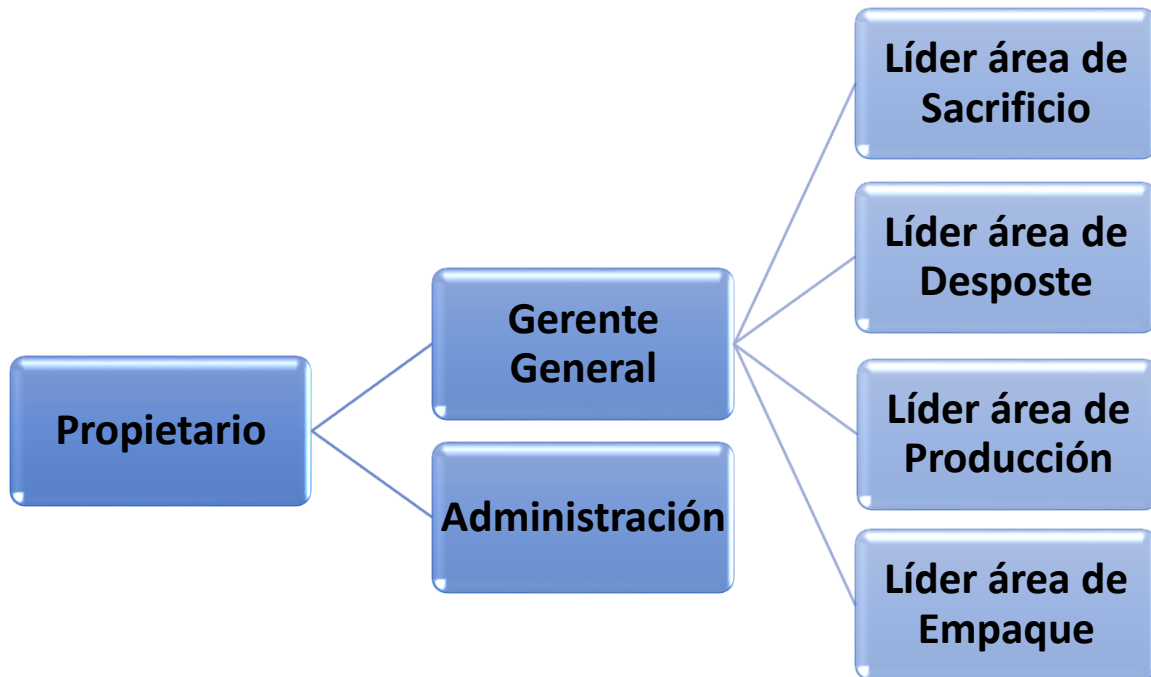 Propietario
Gerente
General
Administración
Líder área de
Sacrificio
Líder área de
Desposte
Líder área de
Producción
Líder área de
Empaque